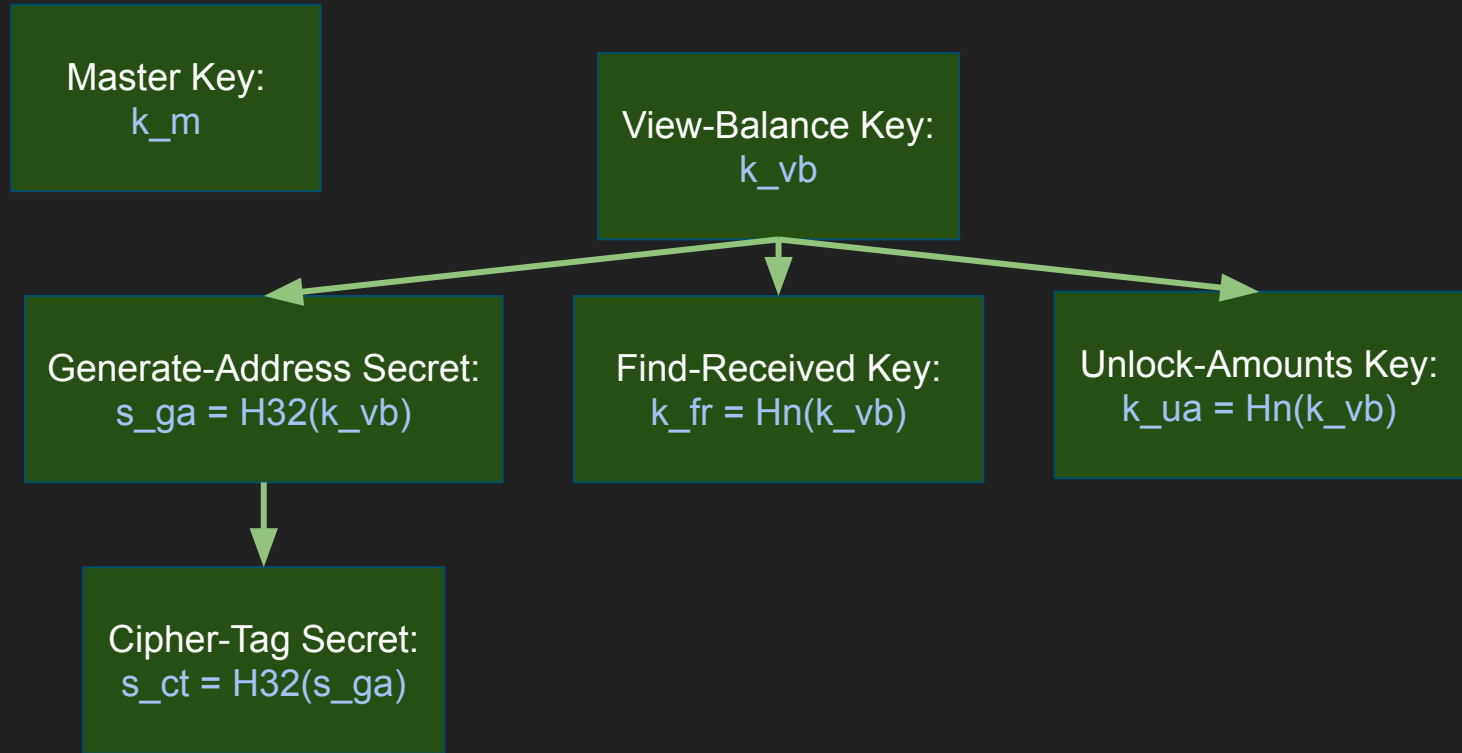 Master Key:
k_m
View-Balance Key:
k_vb
Generate-Address Secret:
s_ga = H32(k_vb)
Find-Received Key:
k_fr = Hn(k_vb)
Unlock-Amounts Key:
k_ua = Hn(k_vb)
Cipher-Tag Secret:
s_ct = H32(s_ga)